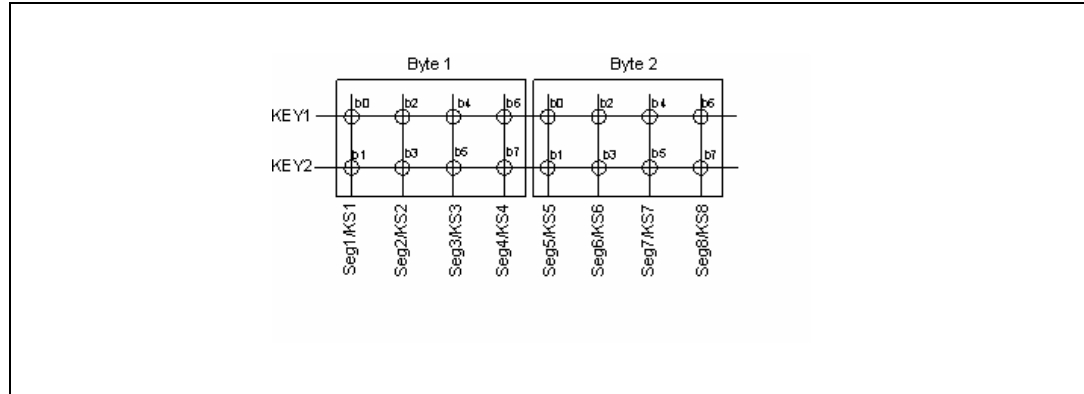 Byte 1 Byte 2
b0 b2 b4 b6 b0 b2 b4 b6
KEY1
b1 b3 b5 b7 b1 b3 b5 b7
KEY2
Seg1/KS1
Seg2/KS2
Seg3/KS3
Seg4/KS4
Seg5/KS5
Seg6/KS6
Seg7/KS7
Seg8/KS8